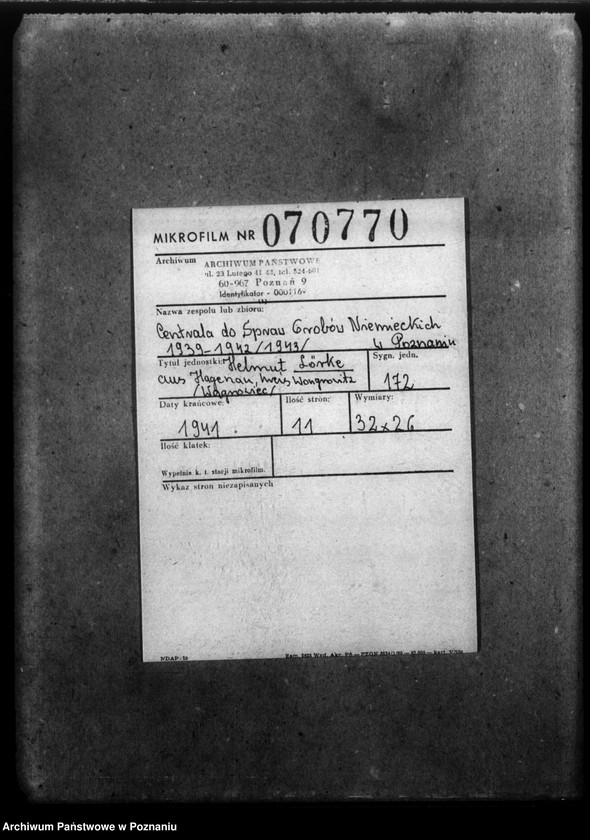 MIKROFILM NR 070770
Archiwum ARCHIWUM PAŃSTWOWE
ul. 23 Lutego 41 43, tel. 524-601
60-967 Poznań 9
Identyfikator - 000116
Nazwa zespołu lub zbioru:
Centrala do Spraw Grobów Niemieckich
1939-1942/1943/ w Poznaniu
Tytuł jednostki: Helmut Lörke
Sygn. jedn.
aus Hagenau, Kreis Wongrowitz
172
/Wągrowiec/
Daty krańcowe:
Ilość stron:
Wymiary:
1941
11
32x26
Ilość klatek:
Wypełnia k. t. stacji mikrofilm.
Wykaz stron niezapisanych
NDAP-
Archiwum Państwowe w Poznaniu